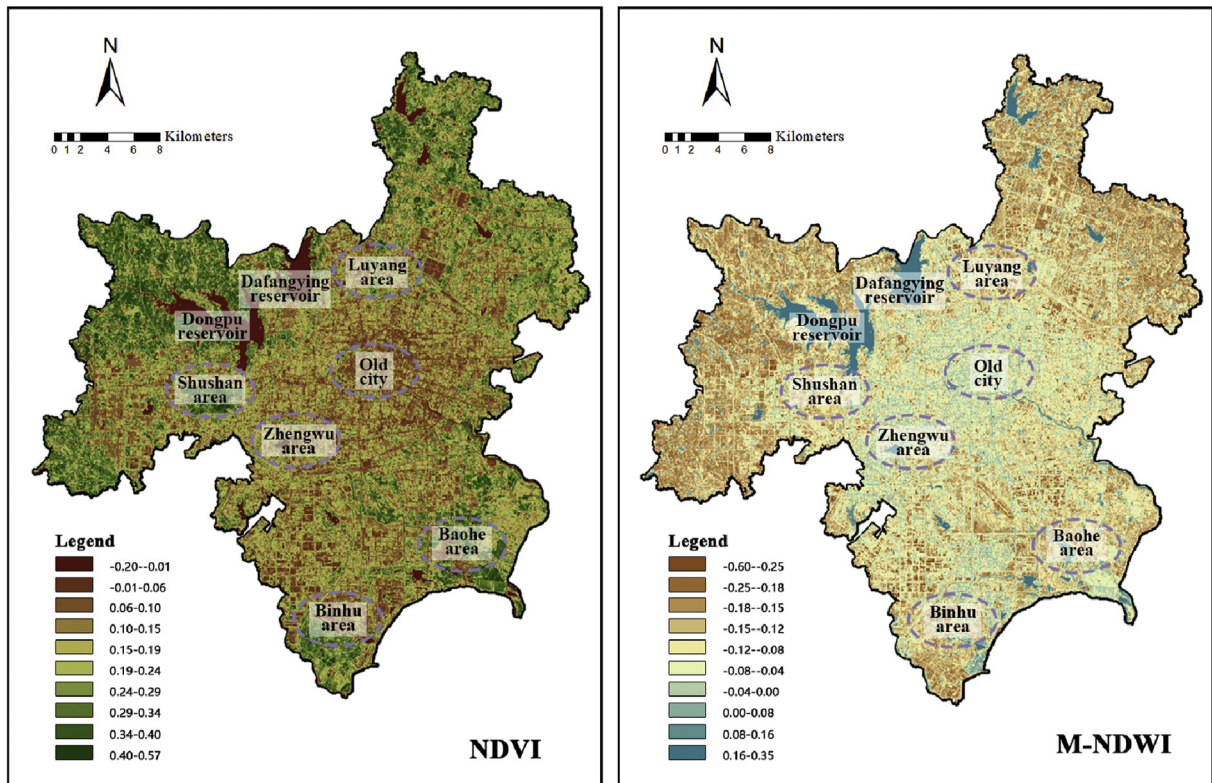 N
Kilometers
0 1 2 4 6 8
Luyang
area
Dafangying
reservoir
Dongpu
reservoir
Old
city
Shushan
area
Zhengwu
area
Baohe
area
Binhu
area
Legend
-0.20--0.01
-0.01-0.06
0.06-0.10
0.10-0.15
0.15-0.19
0.19-0.24
0.24-0.29
0.29-0.34
0.34-0.40
0.40-0.57
NDVI
N
Kilometers
0 1 2 4 6 8
Luyang
area
Dafangying
reservoir
Dongpu
reservoir
Old
city
Shushan
area
Zhengwu
area
Baohe
area
Binhu
area
Legend
-0.60--0.25
-0.25--0.18
-0.18--0.15
-0.15--0.12
-0.12--0.08
-0.08--0.04
-0.04-0.00
0.00-0.08
0.08-0.16
0.16-0.35
M-NDWI